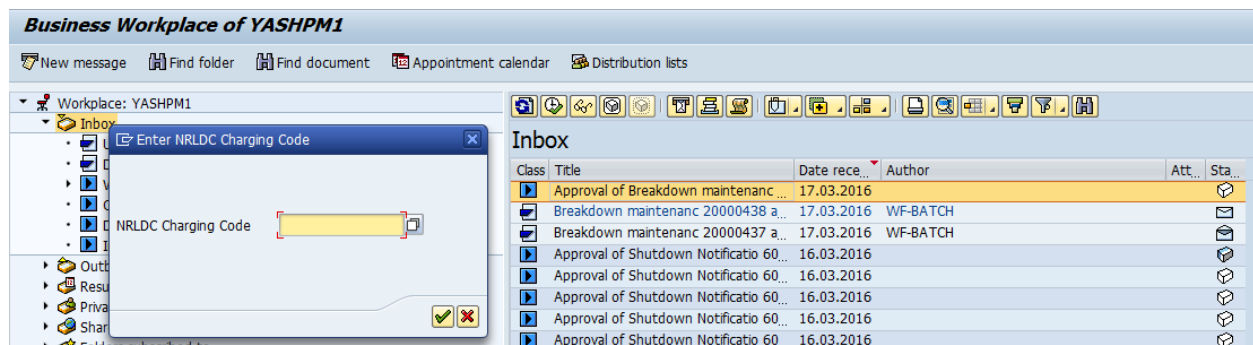 Business Workplace of YASHPM1
New message Find folder Find document Appointment calendar Distribution lists
Workplace: YASHPM1
Inbox
Enter NRLDC Charging Code
NRLDC Charging Code
Outb
Resu
Priva
Shar
Inbox
Class Title Date rece... Author Att... Sta...
Approval of Breakdown maintenanc ... 17.03.2016
Breakdown maintenanc 20000438 a... 17.03.2016 WF-BATCH
Breakdown maintenanc 20000437 a... 17.03.2016 WF-BATCH
Approval of Shutdown Notificatio 60... 16.03.2016
Approval of Shutdown Notificatio 60... 16.03.2016
Approval of Shutdown Notificatio 60... 16.03.2016
Approval of Shutdown Notificatio 60... 16.03.2016
Approval of Shutdown Notificatio 60 16.03.2016